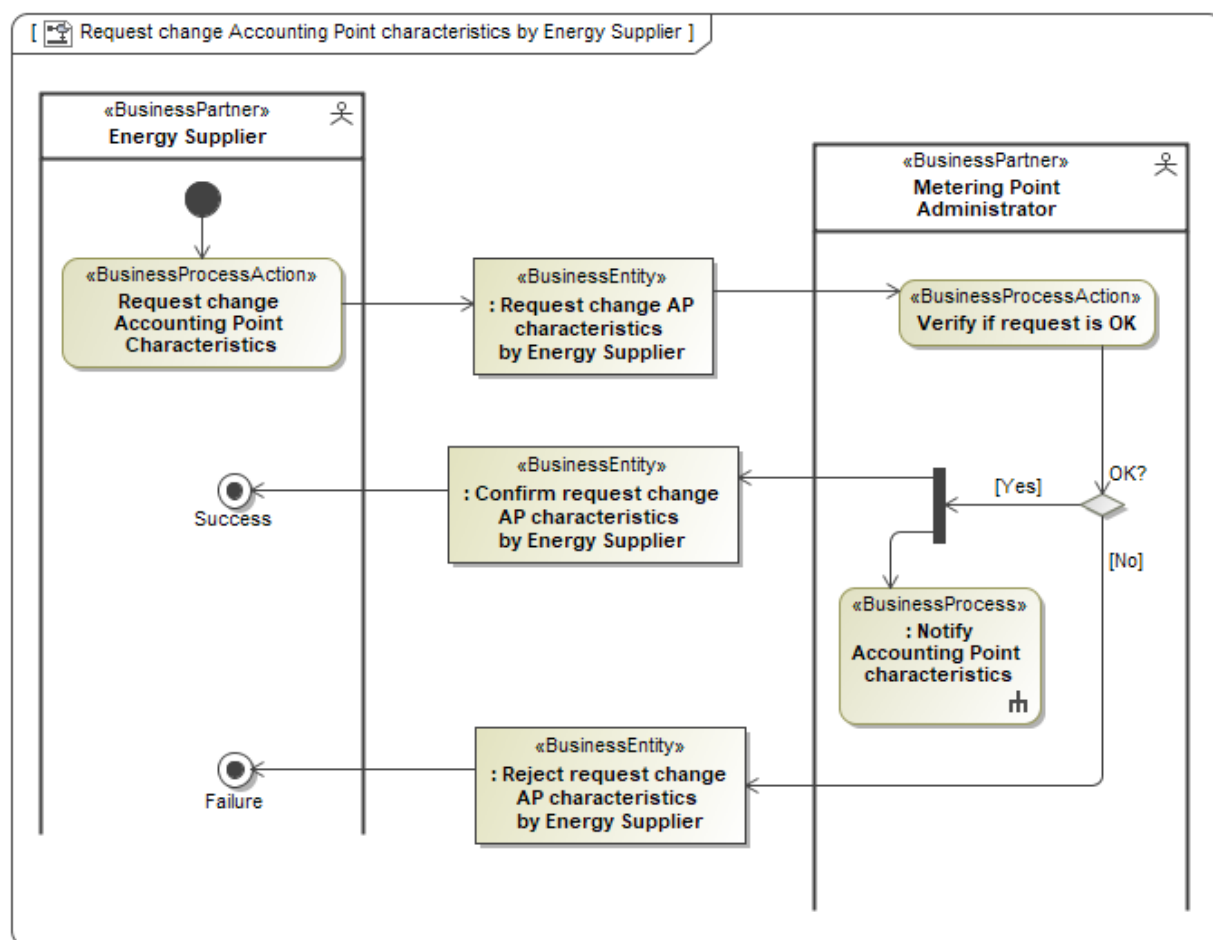 [ Request change Accounting Point characteristics by Energy Supplier ]
«BusinessPartner»
Energy Supplier
«BusinessPartner»
Metering Point
Administrator
«BusinessProcessAction»
Request change
Accounting Point
Characteristics
«BusinessEntity»
: Request change AP
characteristics
by Energy Supplier
«BusinessProcessAction»
Verify if request is OK
OK?
[Yes]
[No]
«BusinessEntity»
: Confirm request change
AP characteristics
by Energy Supplier
Success
«BusinessProcess»
: Notify
Accounting Point
characteristics
«BusinessEntity»
: Reject request change
AP characteristics
by Energy Supplier
Failure